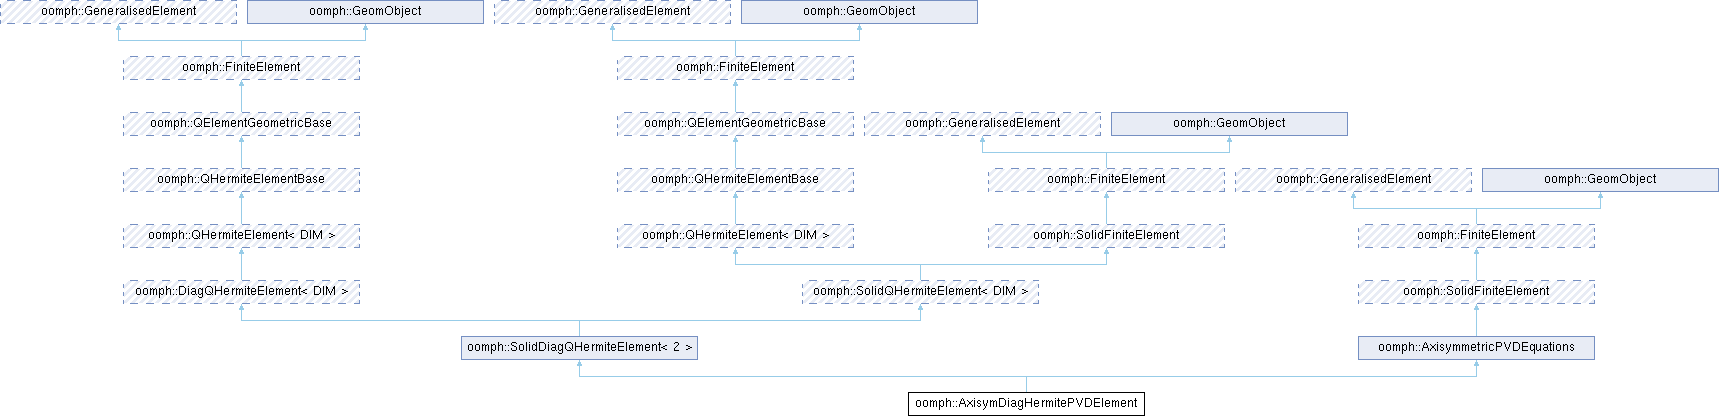 oomph::GeneralisedElement
oomph::GeomObject
oomph::GeneralisedElement
oomph::GeomObject
oomph::FiniteElement
oomph::FiniteElement
oomph::QElementGeometricBase
oomph::QElementGeometricBase
oomph::GeneralisedElement
oomph::GeomObject
oomph::QHermiteElementBase
oomph::QHermiteElementBase
oomph::FiniteElement
oomph::GeneralisedElement
oomph::GeomObject
oomph::QHermiteElement< DIM >
oomph::QHermiteElement< DIM >
oomph::SolidFiniteElement
oomph::FiniteElement
oomph::DiagQHermiteElement< DIM >
oomph::SolidQHermiteElement< DIM >
oomph::SolidFiniteElement
oomph::SolidDiagQHermiteElement< 2 >
oomph::AxisymmetricPVDEquations
oomph::AxisymDiagHermitePVDElement